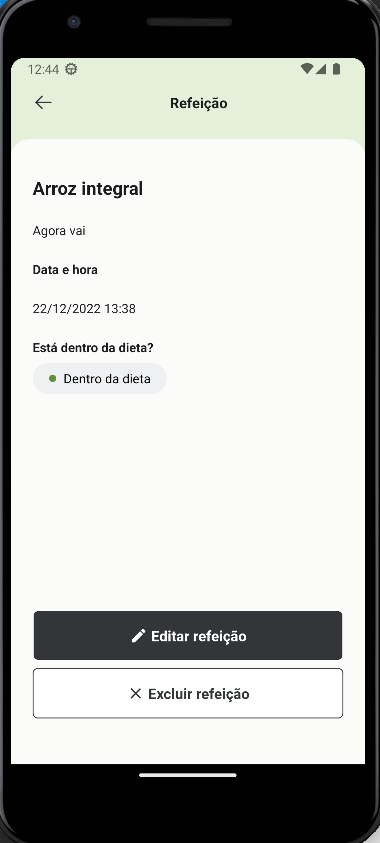 12:44
Refeição
Arroz integral
Agora vai
Data e hora
22/12/2022 13:38
Está dentro da dieta?
Dentro da dieta
Editar refeição
Excluir refeição